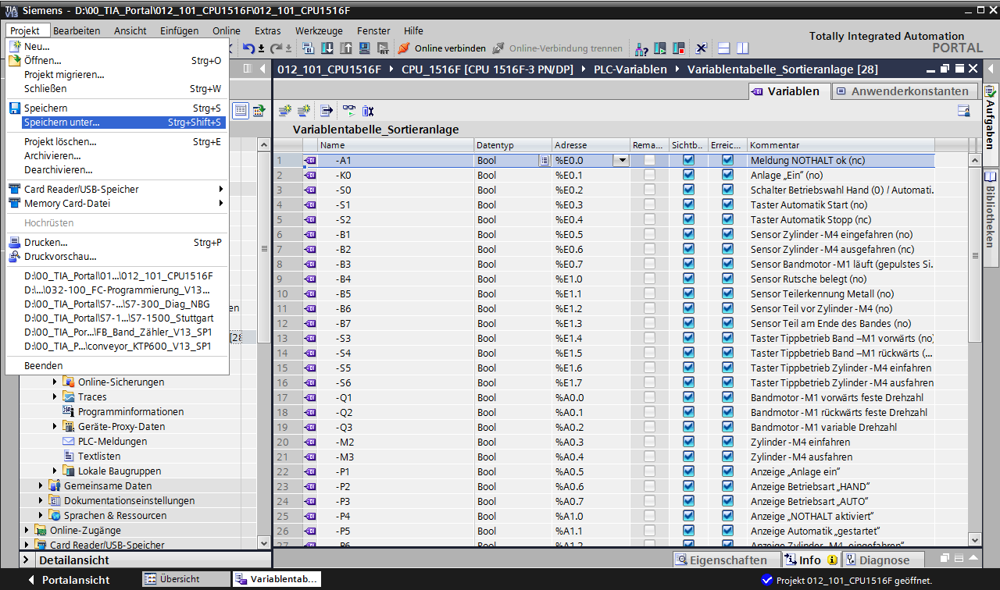 Siemens - D:\00_TIA_Portal\012_101_CPU1516F\012_101_CPU1516F
Projekt Bearbeiten Ansicht Einfügen Online Extras Werkzeuge Fenster Hilfe
Totally Integrated Automation
PORTAL
Online verbinden Online-Verbindung trennen
Neu...
Öffnen... Strg+O
Projekt migrieren...
Schließen Strg+W
Speichern Strg+S
Speichern unter... Strg+Shift+S
Projekt löschen... Strg+E
Archivieren...
Dearchivieren...
Card Reader/USB-Speicher
Memory Card-Datei
Hochrüsten
Drucken... Strg+P
Druckvorschau...
D:\00_TIA_Portal\01...\012_101_CPU1516F
D:\...\032-100_FC-Programmierung_V13...
D:\00_TIA_Portal\S7-...\S7-300_Diag_NBG
D:\00_TIA_Portal\S7-1...\S7-1500_Stuttgart
D:\00_TIA_Por...\FB_Band_Zähler_V13_SP1
D:\00_TIA_P...\conveyor_KTP600_V13_SP1
Beenden
en
[28
Online-Sicherungen
Traces
Programminformationen
Geräte-Proxy-Daten
PLC-Meldungen
Textlisten
Lokale Baugruppen
Gemeinsame Daten
Dokumentationseinstellungen
Sprachen & Ressourcen
Online-Zugänge
Card Reader/USB-Speicher
Detailansicht
012_101_CPU1516F CPU_1516F [CPU 1516F-3 PN/DP] PLC-Variablen Variablentabelle_Sortieranlage [28]
Variablen Anwenderkonstanten
Variablentabelle_Sortieranlage
Name Datentyp Adresse Rema... Sichtb.. Erreic... Kommentar
1 -A1 Bool %E0.0 Meldung NOTHALT ok (nc)
2 -K0 Bool %E0.1 Anlage „Ein“ (no)
3 -S0 Bool %E0.2 Schalter Betriebswahl Hand (0) / Automati..
4 -S1 Bool %E0.3 Taster Automatik Start (no)
5 -S2 Bool %E0.4 Taster Automatik Stopp (nc)
6 -B1 Bool %E0.5 Sensor Zylinder -M4 eingefahren (no)
7 -B2 Bool %E0.6 Sensor Zylinder -M4 ausgefahren (nc)
8 -B3 Bool %E0.7 Sensor Bandmotor -M1 läuft (gepulstes Si..
9 -B4 Bool %E1.0 Sensor Rutsche belegt (no)
10 -B5 Bool %E1.1 Sensor Teilerkennung Metall (no)
11 -B6 Bool %E1.2 Sensor Teil vor Zylinder -M4 (no)
12 -B7 Bool %E1.3 Sensor Teil am Ende des Bandes (no)
13 -S3 Bool %E1.4 Taster Tippbetrieb Band –M1 vorwärts (no)
14 -S4 Bool %E1.5 Taster Tippbetrieb Band –M1 rückwärts (...
15 -S5 Bool %E1.6 Taster Tippbetrieb Zylinder -M4 einfahren
16 -S6 Bool %E1.7 Taster Tippbetrieb Zylinder -M4 ausfahren
17 -Q1 Bool %A0.0 Bandmotor -M1 vorwärts feste Drehzahl
18 -Q2 Bool %A0.1 Bandmotor -M1 rückwärts feste Drehzahl
19 -Q3 Bool %A0.2 Bandmotor -M1 variable Drehzahl
20 -M2 Bool %A0.3 Zylinder -M4 einfahren
21 -M3 Bool %A0.4 Zylinder -M4 ausfahren
22 -P1 Bool %A0.5 Anzeige „Anlage ein“
23 -P2 Bool %A0.6 Anzeige Betriebsart „HAND“
24 -P3 Bool %A0.7 Anzeige Betriebsart „AUTO“
25 -P4 Bool %A1.0 Anzeige „NOTHALT aktiviert“
26 -P5 Bool %A1.1 Anzeige Automatik „gestartet“
27 -P6 Bool %A1.2 Anzeige Zylinder -M4 „eingefahren“
Aufgaben
Bibliotheken
Eigenschaften Info Diagnose
Portalansicht Übersicht Variablentab... Projekt 012_101_CPU1516F geöffnet.